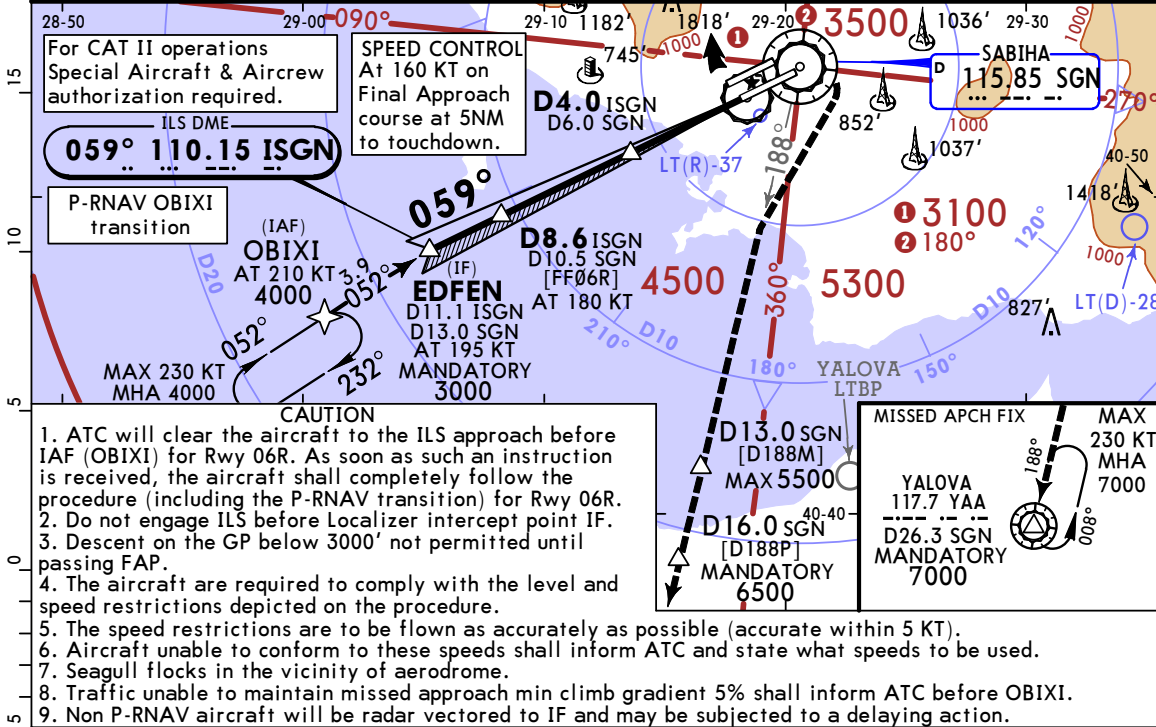 28-50
29-00
29-10
29-20
29-30
090°
1182'
1818'
3500
1036'
1000
745'
1000
15
For CAT II operations
Special Aircraft & Aircrew
authorization required.
SPEED CONTROL
At 160 KT on
Final Approach
course at 5NM
to touchdown.
1
2
D
SABIHA
115.85 SGN
270°
1000
852'
1037'
D4.0 ISGN
D6.0 SGN
LT(R)-37
188°
ILS DME
059° 110.15 ISGN
P-RNAV OBIXI
transition
059°
40-50
1418'
1 3100
2 180°
120°
1000
LT(D)-28
10
D20
(IAF)
OBIXI
AT 210 KT
4000
3.9
052°
(IF)
EDFEN
D11.1 ISGN
D13.0 SGN
AT 195 KT
MANDATORY
3000
D8.6 ISGN
D10.5 SGN
[FFØ6R]
AT 180 KT
4500
360°
5300
210°
D10
D10
827'
180°
150°
052°
232°
MAX 230 KT
MHA 4000
YALOVA
LTBP
5
CAUTION
1. ATC will clear the aircraft to the ILS approach before
IAF (OBIXI) for Rwy 06R. As soon as such an instruction
is received, the aircraft shall completely follow the
procedure (including the P-RNAV transition) for Rwy 06R.
2. Do not engage ILS before Localizer intercept point IF.
3. Descent on the GP below 3000' not permitted until
passing FAP.
4. The aircraft are required to comply with the level and
speed restrictions depicted on the procedure.
5. The speed restrictions are to be flown as accurately as possible (accurate within 5 KT).
6. Aircraft unable to conform to these speeds shall inform ATC and state what speeds to be used.
7. Seagull flocks in the vicinity of aerodrome.
8. Traffic unable to maintain missed approach min climb gradient 5% shall inform ATC before OBIXI.
9. Non P-RNAV aircraft will be radar vectored to IF and may be subjected to a delaying action.
0
5
D13.0 SGN
[D188M]
MAX 5500
40-40
D16.0 SGN
[D188P]
MANDATORY
6500
MISSED APCH FIX
MAX
230 KT
MHA
7000
188°
008°
YALOVA
117.7 YAA
D26.3 SGN
MANDATORY
7000